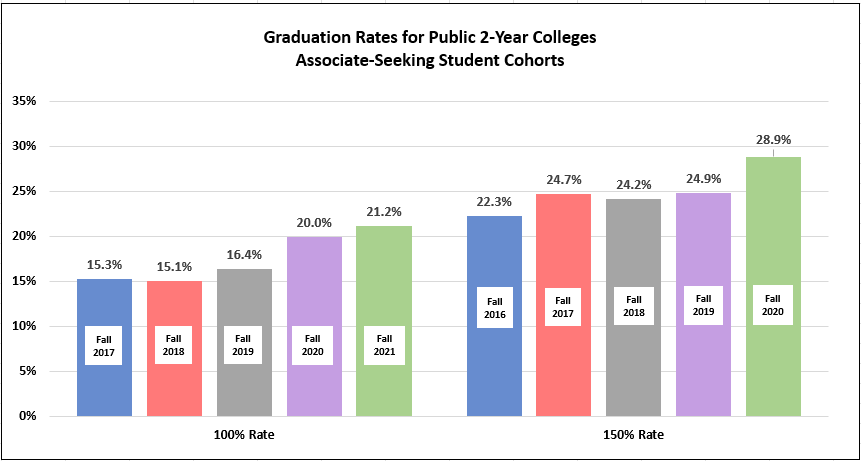 Graduation Rates for Public 2-Year Colleges
Associate-Seeking Student Cohorts
35%
30%
25%
20%
15%
10%
5%
0%
15.3%
15.1%
16.4%
20.0%
21.2%
22.3%
24.7%
24.2%
24.9%
28.9%
Fall
2017
Fall
2018
Fall
2019
Fall
2020
Fall
2021
Fall
2016
Fall
2017
Fall
2018
Fall
2019
Fall
2020
100% Rate
150% Rate